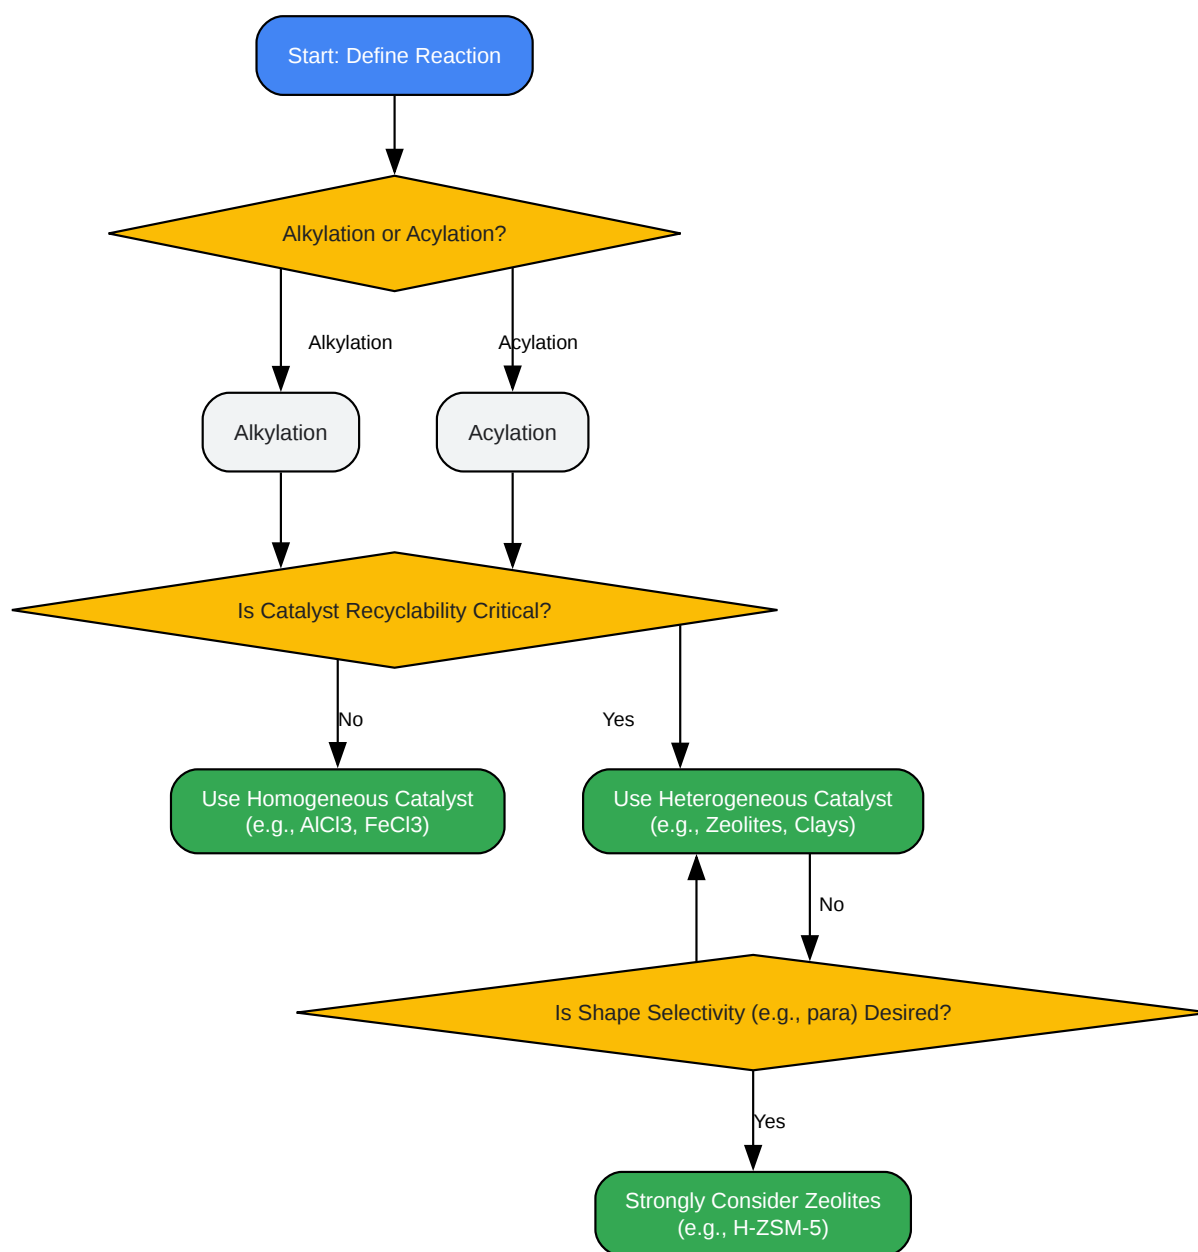 Start: Define Reaction
Alkylation or Acylation?
Alkylation
Acylation
Alkylation
Acylation
Is Catalyst Recyclability Critical?
No
Yes
Use Homogeneous Catalyst
(e.g., AlCl3, FeCl3)
Use Heterogeneous Catalyst
(e.g., Zeolites, Clays)
No
Is Shape Selectivity (e.g., para) Desired?
Yes
Strongly Consider Zeolites
(e.g., H-ZSM-5)